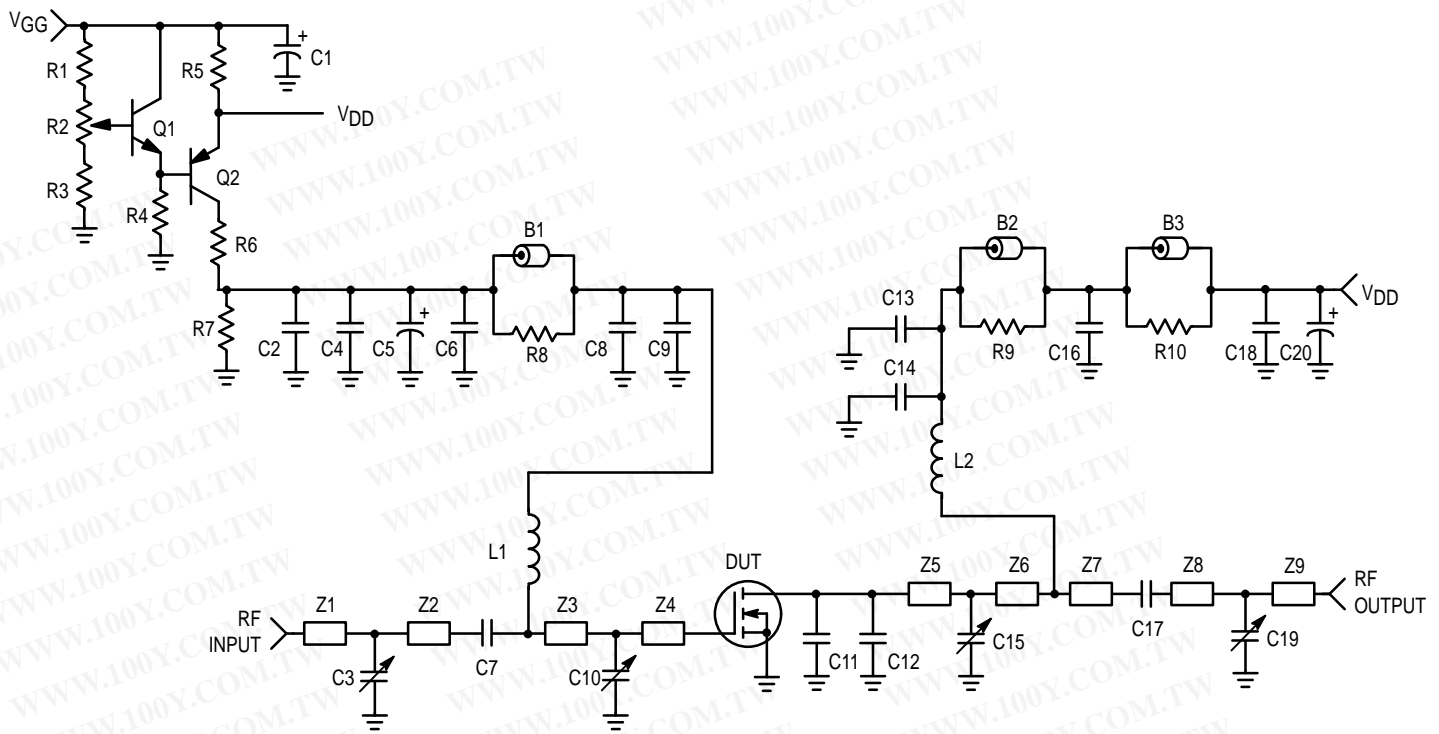 VGG
R1
R2
R3
R4
R5
C1
Q1
Q2
VDD
R6
R7
C2
C4
C5
+
C6
B1
R8
C8
C9
+
L1
RF
INPUT
Z1
C3
Z2
C7
Z3
C10
Z4
DUT
C11
C12
Z5
C15
Z6
Z7
C17
Z8
C19
Z9
RF
OUTPUT
L2
C13
C14
B2
R9
C16
B3
R10
C18
C20
+
VDD
WWW.100Y.COM.TW